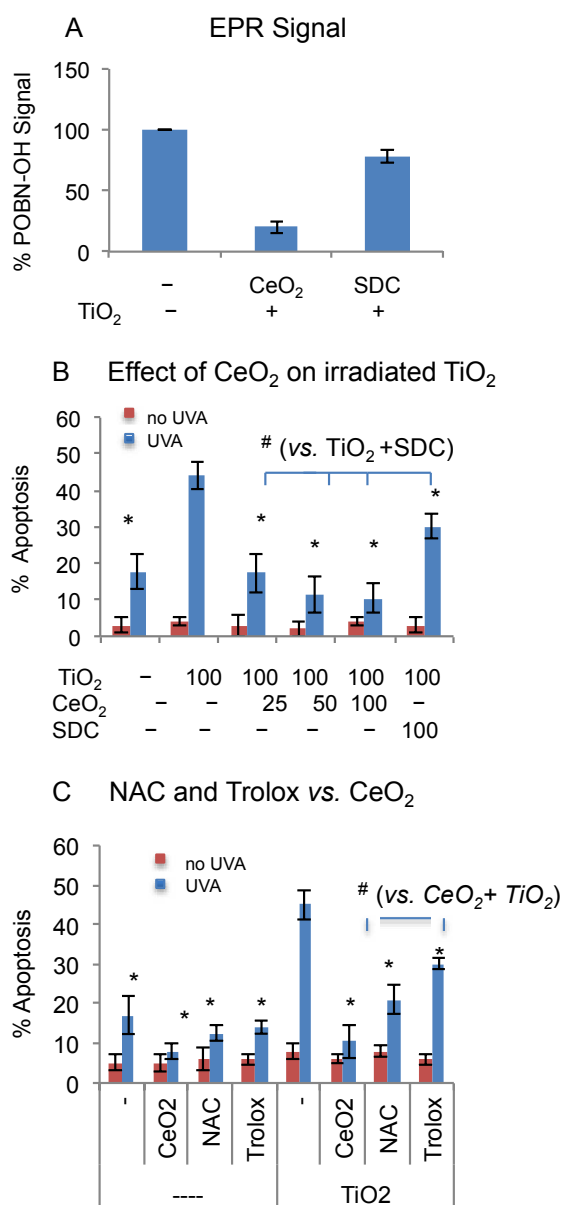 A EPR Signal
% POBN-OH Signal
150
100
50
0
– CeO2 SDC
TiO2 – + +
B Effect of CeO2 on irradiated TiO2
% Apoptosis
60
50
40
30
20
10
0
no UVA
UVA
# (vs. TiO2 +SDC)
* * * * *
TiO2 – 100 100 100 100 100
CeO2 – – 25 50 100 –
SDC – – – – – 100
C NAC and Trolox vs. CeO2
% Apoptosis
60
50
40
30
20
10
0
no UVA
UVA
# (vs. CeO2+ TiO2)
* * * * * * *
- CeO2 NAC Trolox - CeO2 NAC Trolox
---- TiO2